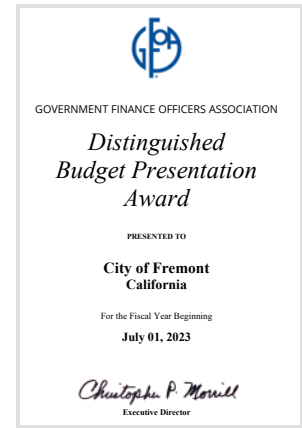 GFOA
GOVERNMENT FINANCE OFFICERS ASSOCIATION
Distinguished
Budget Presentation
Award
PRESENTED TO
City of Fremont
California
For the Fiscal Year Beginning
July 01, 2023
Christopher P. Morrill
Executive Director